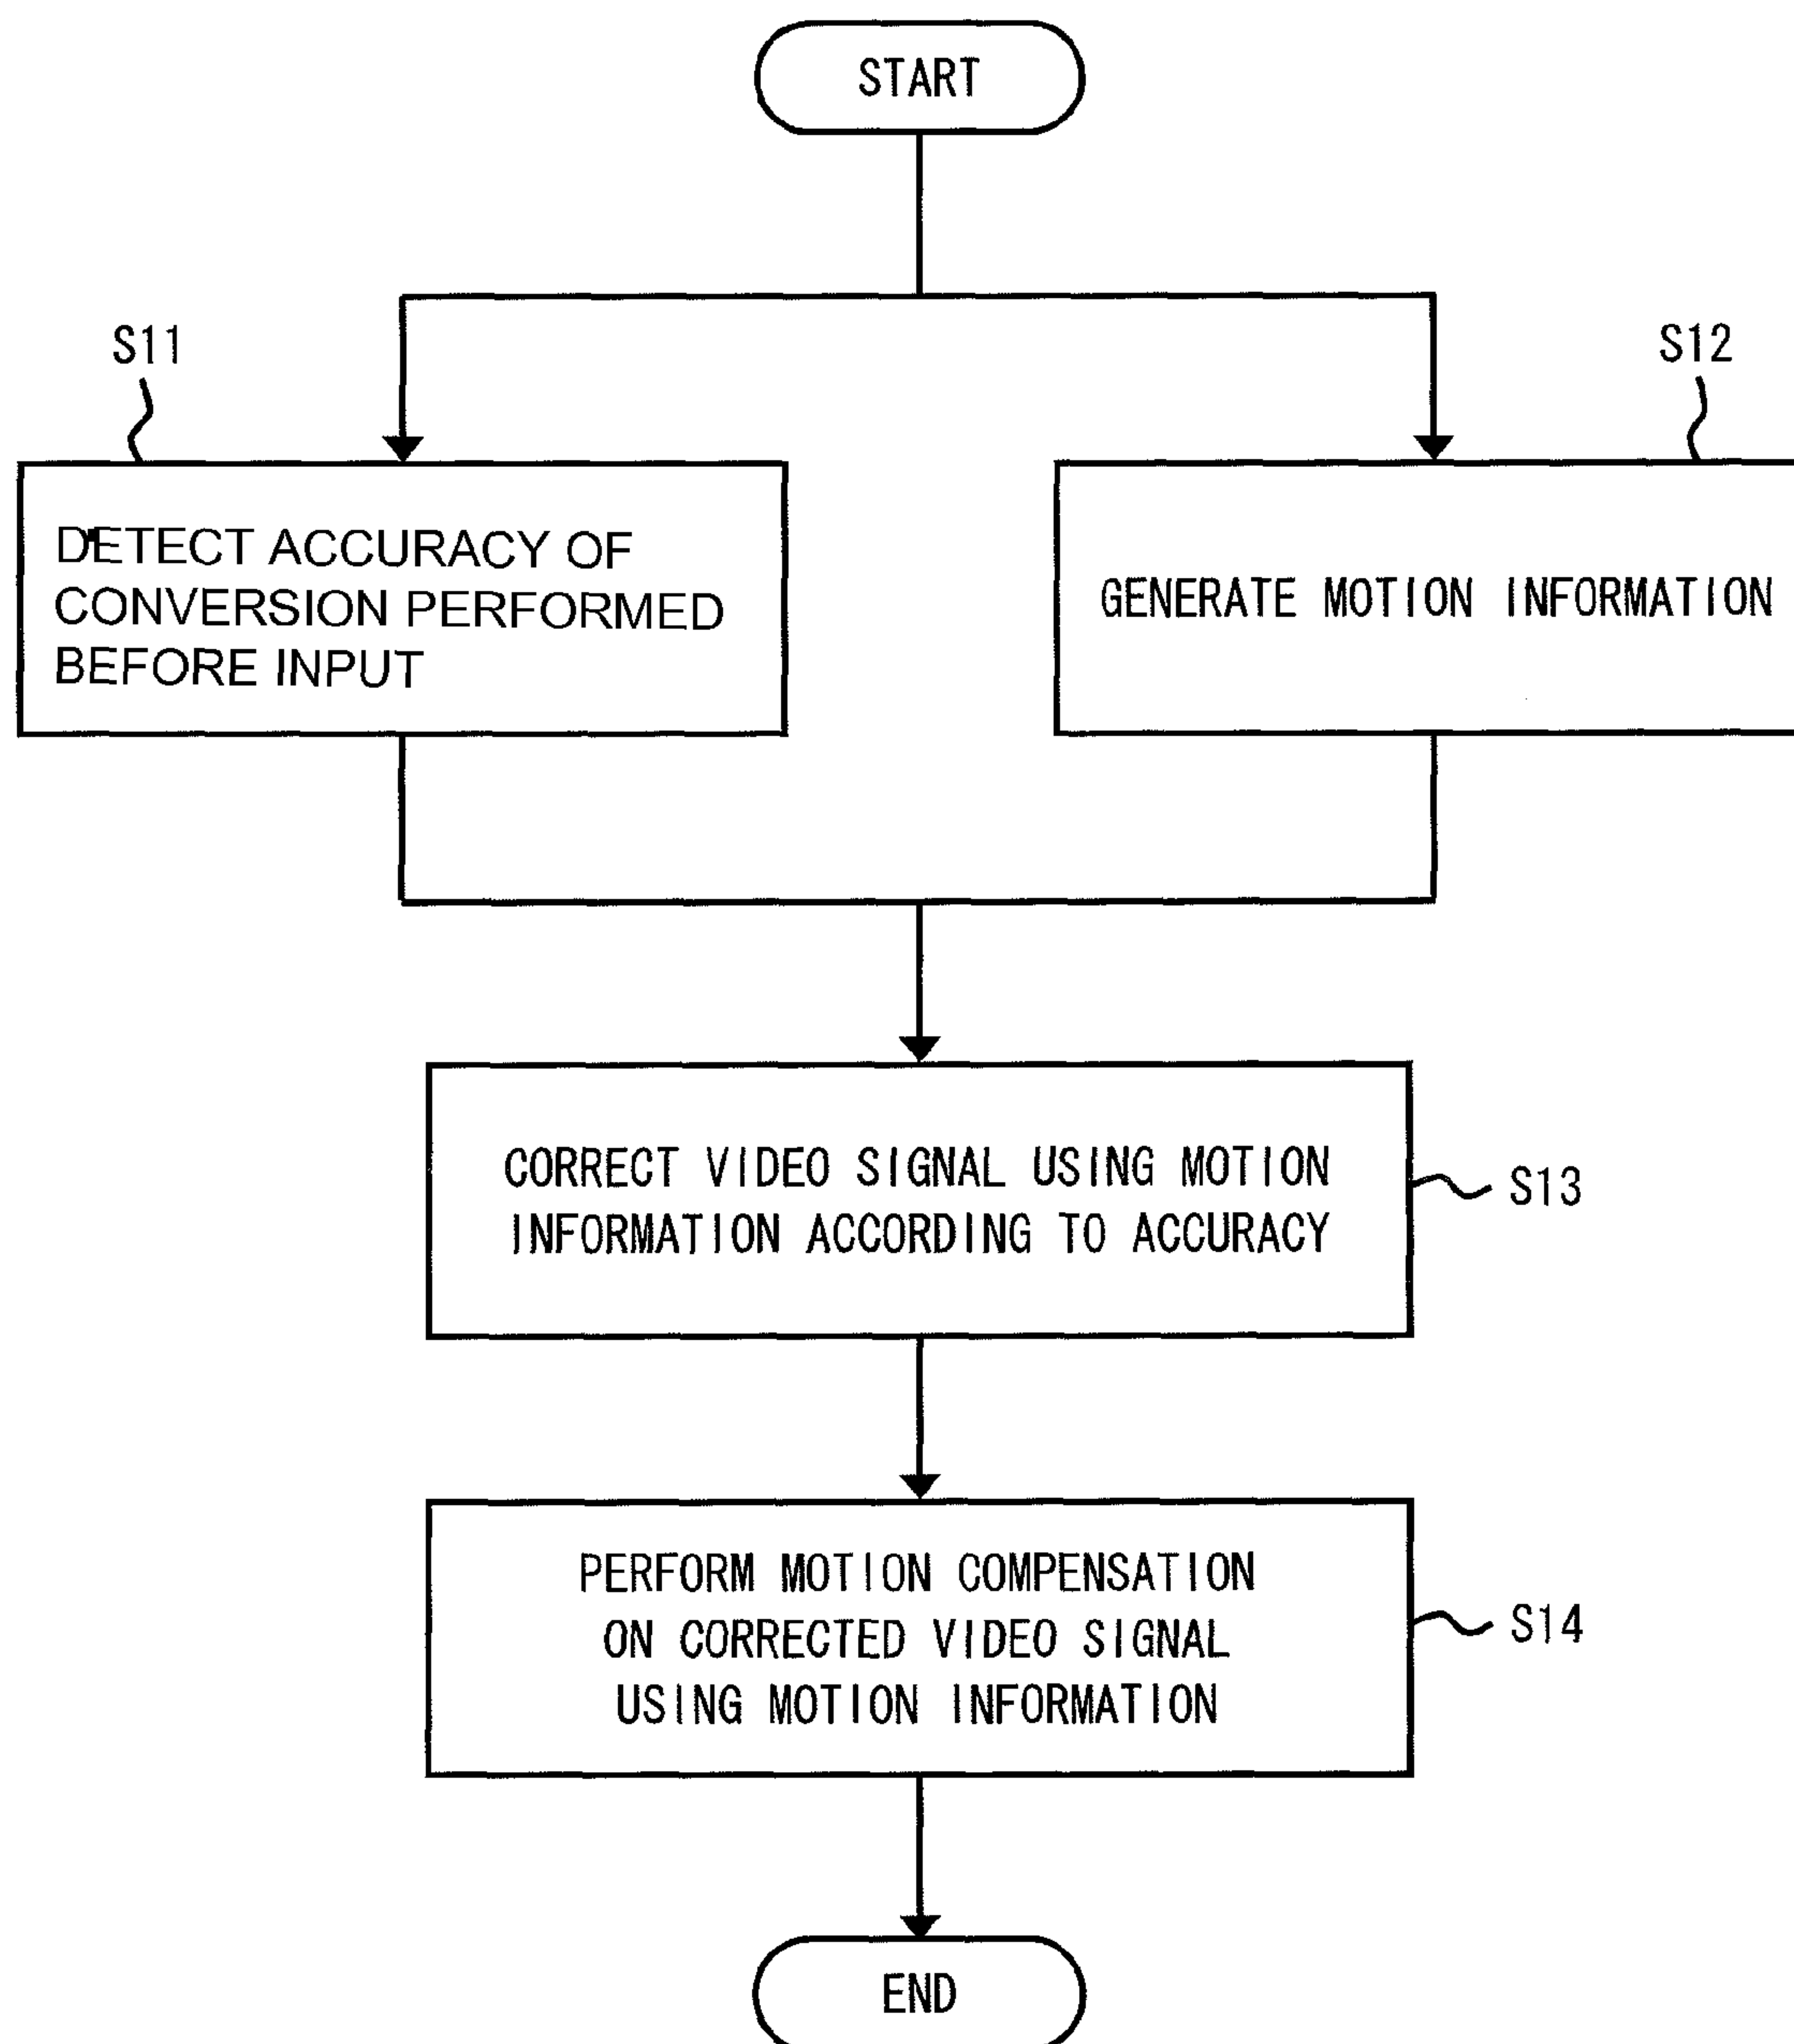 START
S11
S12
DETECT ACCURACY OF
CONVERSION PERFORMED
BEFORE INPUT
GENERATE MOTION INFORMATION
CORRECT VIDEO SIGNAL USING MOTION
INFORMATION ACCORDING TO ACCURACY
S13
PERFORM MOTION COMPENSATION
ON CORRECTED VIDEO SIGNAL
USING MOTION INFORMATION
S14
END